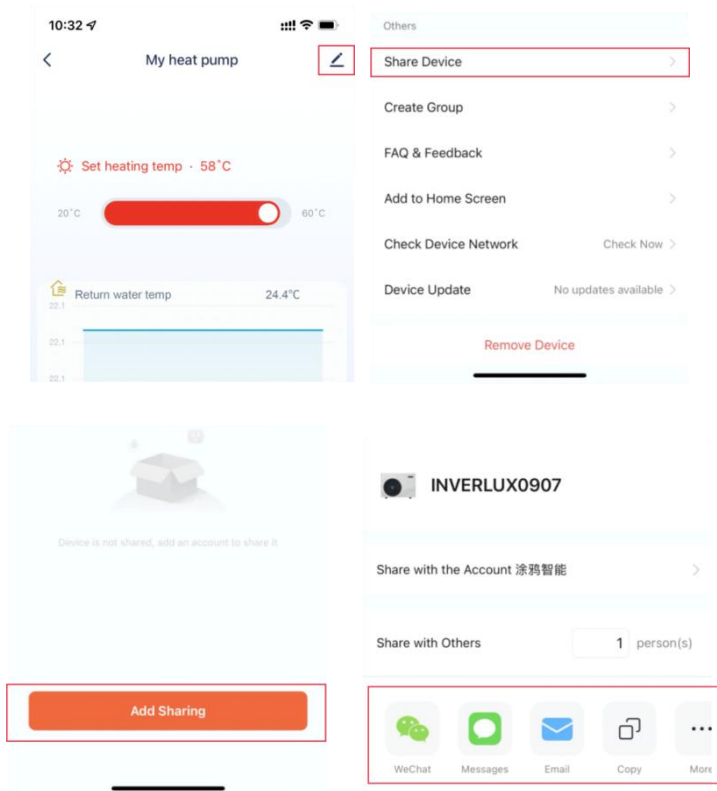 10:32
My heat pump
Set heating temp · 58°C
20°C
60°C
Return water temp 24.4°C
22.1
22.1
22.1
Others
Share Device
Create Group
FAQ & Feedback
Add to Home Screen
Check Device Network Check Now
Device Update No updates available
Remove Device
Device is not shared, add an account to share it
Add Sharing
INVERLUX0907
Share with the Account 涂鸦智能
Share with Others 1 person(s)
WeChat Messages Email Copy More